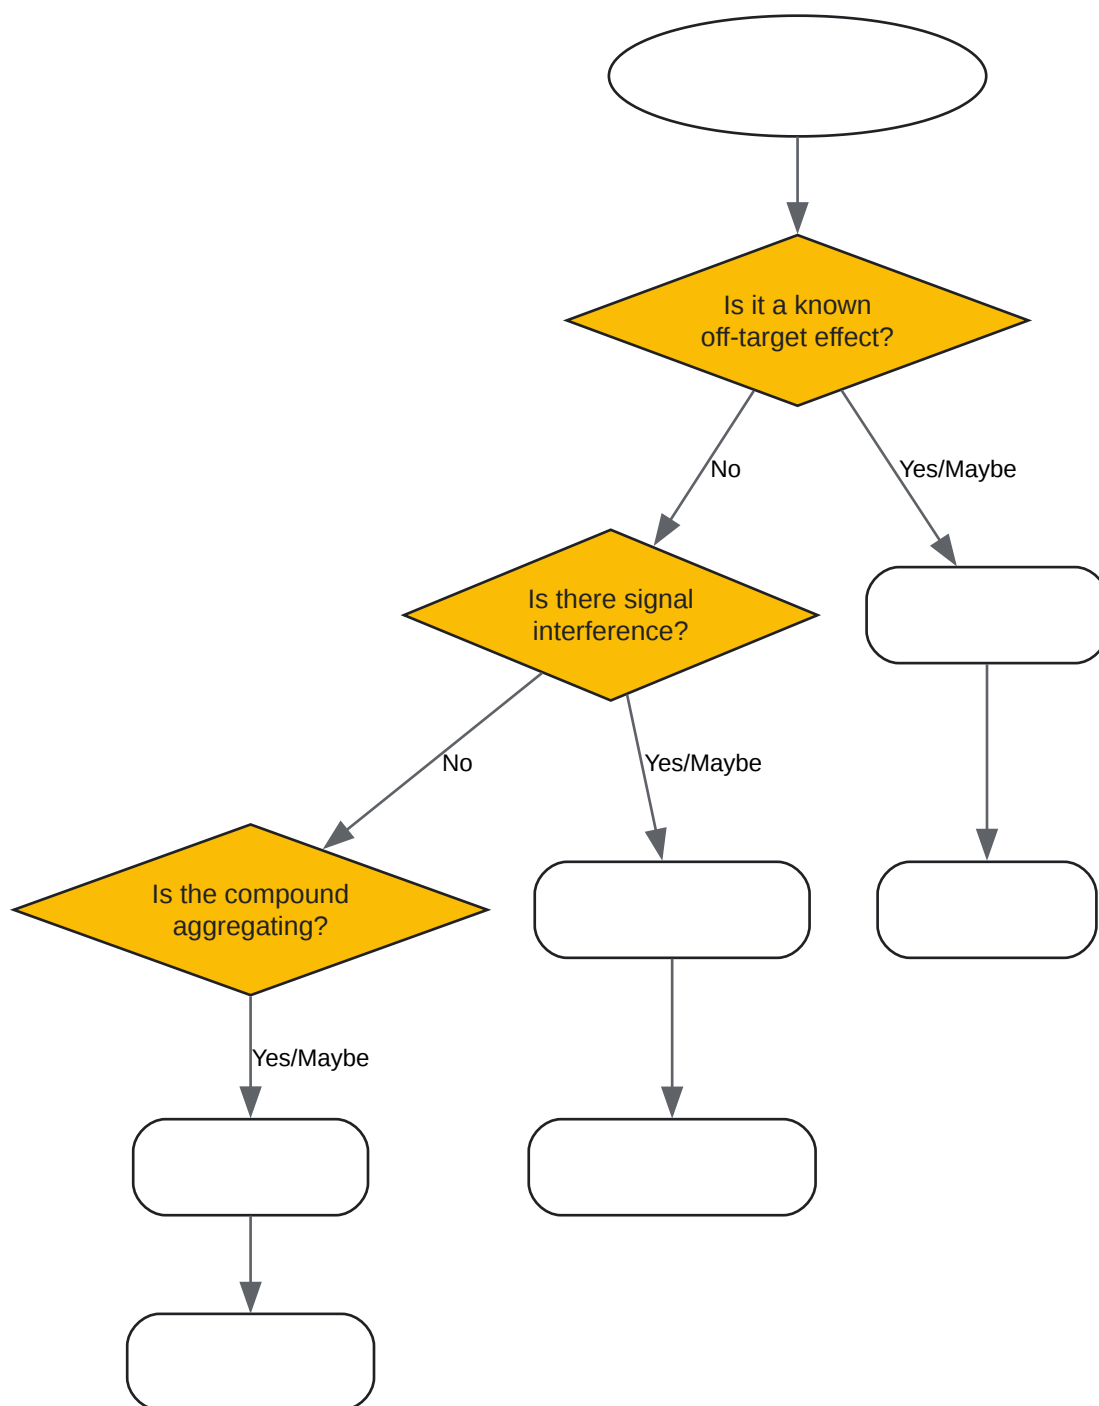 Is it a known
off-target effect?
No
Yes/Maybe
Is there signal
interference?
No
Yes/Maybe
Is the compound
aggregating?
Yes/Maybe